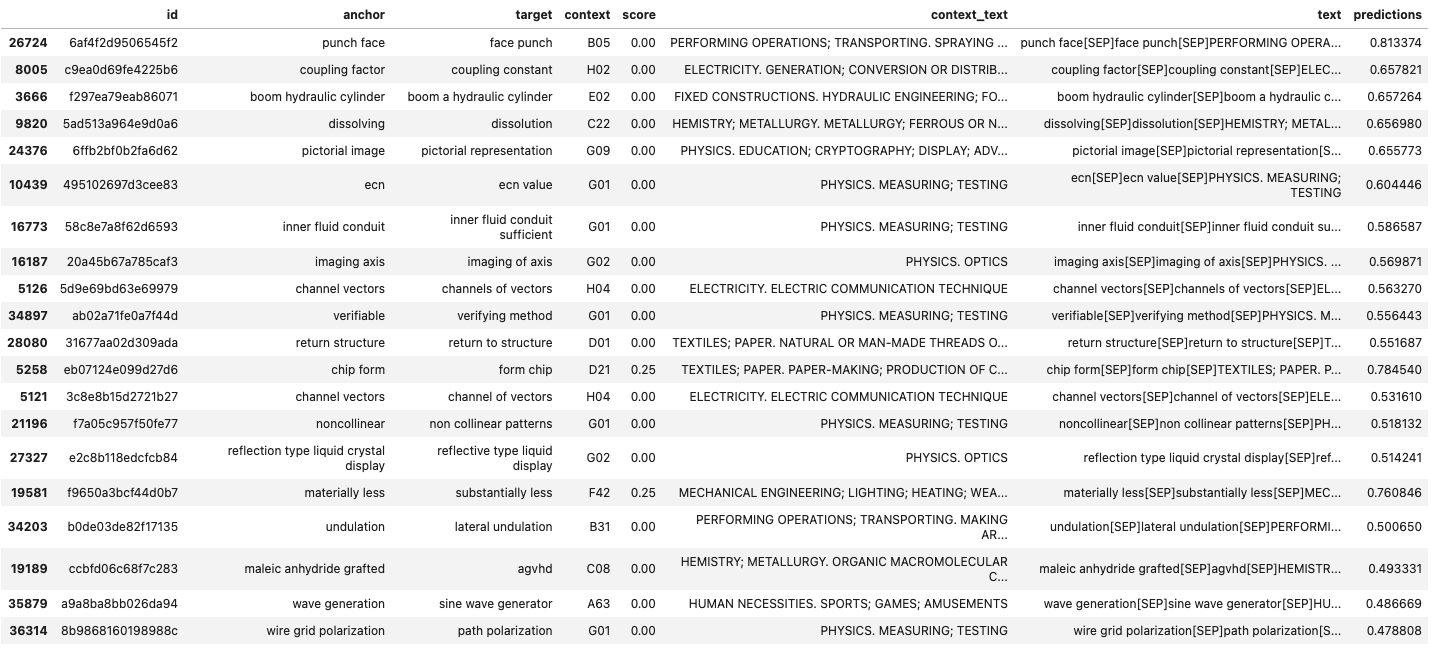 id anchor target context score context_text text predictions
26724 6af4f2d9506545f2 punch face face punch B05 0.00 PERFORMING OPERATIONS; TRANSPORTING. SPRAYING ... punch face[SEP]face punch[SEP]PERFORMING OPERA... 0.813374
8005 c9ea0d69fe4225b6 coupling factor coupling constant H02 0.00 ELECTRICITY. GENERATION; CONVERSION OR DISTRIB... coupling factor[SEP]coupling constant[SEP]ELEC... 0.657821
3666 f297ea79eab86071 boom hydraulic cylinder boom a hydraulic cylinder E02 0.00 FIXED CONSTRUCTIONS. HYDRAULIC ENGINEERING; FO... boom hydraulic cylinder[SEP]boom a hydraulic c... 0.657264
9820 5ad513a964e9d0a6 dissolving dissolution C22 0.00 HEMISTRY; METALLURGY. METALLURGY; FERROUS OR N... dissolving[SEP]dissolution[SEP]HEMISTRY; METAL... 0.656980
24376 6ffb2bf0b2fa6d62 pictorial image pictorial representation G09 0.00 PHYSICS. EDUCATION; CRYPTOGRAPHY; DISPLAY; ADV... pictorial image[SEP]pictorial representation[S... 0.655773
10439 495102697d3cee83 ecn ecn value G01 0.00 PHYSICS. MEASURING; TESTING ecn[SEP]ecn value[SEP]PHYSICS. MEASURING; 0.604446
TESTING
16773 58c8e7a8f62d6593 inner fluid conduit inner fluid conduit G01 0.00 PHYSICS. MEASURING; TESTING inner fluid conduit[SEP]inner fluid conduit su... 0.586587
sufficient
16187 20a45b67a785caf3 imaging axis imaging of axis G02 0.00 PHYSICS. OPTICS imaging axis[SEP]imaging of axis[SEP]PHYSICS. ... 0.569871
5126 5d9e69bd63e69979 channel vectors channels of vectors H04 0.00 ELECTRICITY. ELECTRIC COMMUNICATION TECHNIQUE channel vectors[SEP]channels of vectors[SEP]EL... 0.563270
34897 ab02a71fe0a7f44d verifiable verifying method G01 0.00 PHYSICS. MEASURING; TESTING verifiable[SEP]verifying method[SEP]PHYSICS. M... 0.556443
28080 31677aa02d309ada return structure return to structure D01 0.00 TEXTILES; PAPER. NATURAL OR MAN-MADE THREADS O... return structure[SEP]return to structure[SEP]T... 0.551687
5258 eb07124e099d27d6 chip form form chip D21 0.25 TEXTILES; PAPER. PAPER-MAKING; PRODUCTION OF C... chip form[SEP]form chip[SEP]TEXTILES; PAPER. P... 0.784540
5121 3c8e8b15d2721b27 channel vectors channel of vectors H04 0.00 ELECTRICITY. ELECTRIC COMMUNICATION TECHNIQUE channel vectors[SEP]channel of vectors[SEP]ELE... 0.531610
21196 f7a05c957f50fe77 noncollinear non collinear patterns G01 0.00 PHYSICS. MEASURING; TESTING noncollinear[SEP]non collinear patterns[SEP]PH... 0.518132
27327 e2c8b118edcfcb84 reflection type liquid crystal reflective type liquid G02 0.00 PHYSICS. OPTICS reflection type liquid crystal display[SEP]ref... 0.514241
display display
19581 f9650a3bcf44d0b7 materially less substantially less F42 0.25 MECHANICAL ENGINEERING; LIGHTING; HEATING; WEA... materially less[SEP]substantially less[SEP]MEC... 0.760846
34203 b0de03de82f17135 undulation lateral undulation B31 0.00 PERFORMING OPERATIONS; TRANSPORTING. MAKING undulation[SEP]lateral undulation[SEP]PERFORMI... 0.500650
AR...
19189 ccbfd06c68f7c283 maleic anhydride grafted agvhd C08 0.00 HEMISTRY; METALLURGY. ORGANIC MACROMOLECULAR maleic anhydride grafted[SEP]agvhd[SEP]HEMISTR... 0.493331
C...
35879 a9a8ba8bb026da94 wave generation sine wave generator A63 0.00 HUMAN NECESSITIES. SPORTS; GAMES; AMUSEMENTS wave generation[SEP]sine wave generator[SEP]HU... 0.486669
36314 8b9868160198988c wire grid polarization path polarization G01 0.00 PHYSICS. MEASURING; TESTING wire grid polarization[SEP]path polarization[S... 0.478808